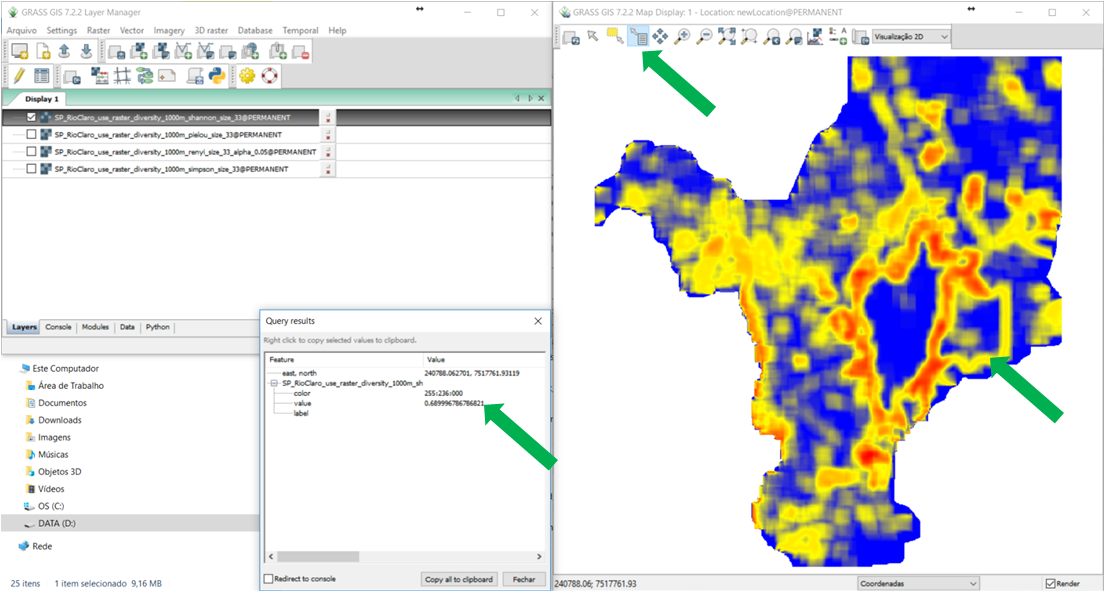 GRASS GIS 7.2.2 Layer Manager
Arquivo Settings Raster Vector Imagery 3D raster Database Temporal Help
Display 1
SP_RioClaro_use_raster_diversity_1000m_shannon_size_33@PERMANENT
SP_RioClaro_use_raster_diversity_1000m_pielou_size_33@PERMANENT
SP_RioClaro_use_raster_diversity_1000m_renyi_size_33_alpha_0.05@PERMANENT
SP_RioClaro_use_raster_diversity_1000m_simpson_size_33@PERMANENT
Layers Console Modules Data Python
Este Computador
Área de Trabalho
Documentos
Downloads
Imagens
Músicas
Objetos 3D
Vídeos
OS (C:)
DATA (D:)
Rede
25 itens 1 item selecionado 9,16 MB
Query results
Right click to copy selected values to clipboard.
Feature Value
east, north 240788.062701, 7517761.93119
SP_RioClaro_use_raster_diversity_1000m_sh
color 255:236:000
value 0.689996786786821
label
Redirect to console Copy all to clipboard Fechar
GRASS GIS 7.2.2 Map Display: 1 - Location: newLocation@PERMANENT
Visualização 2D
240788.06; 7517761.93 Coordenadas Render